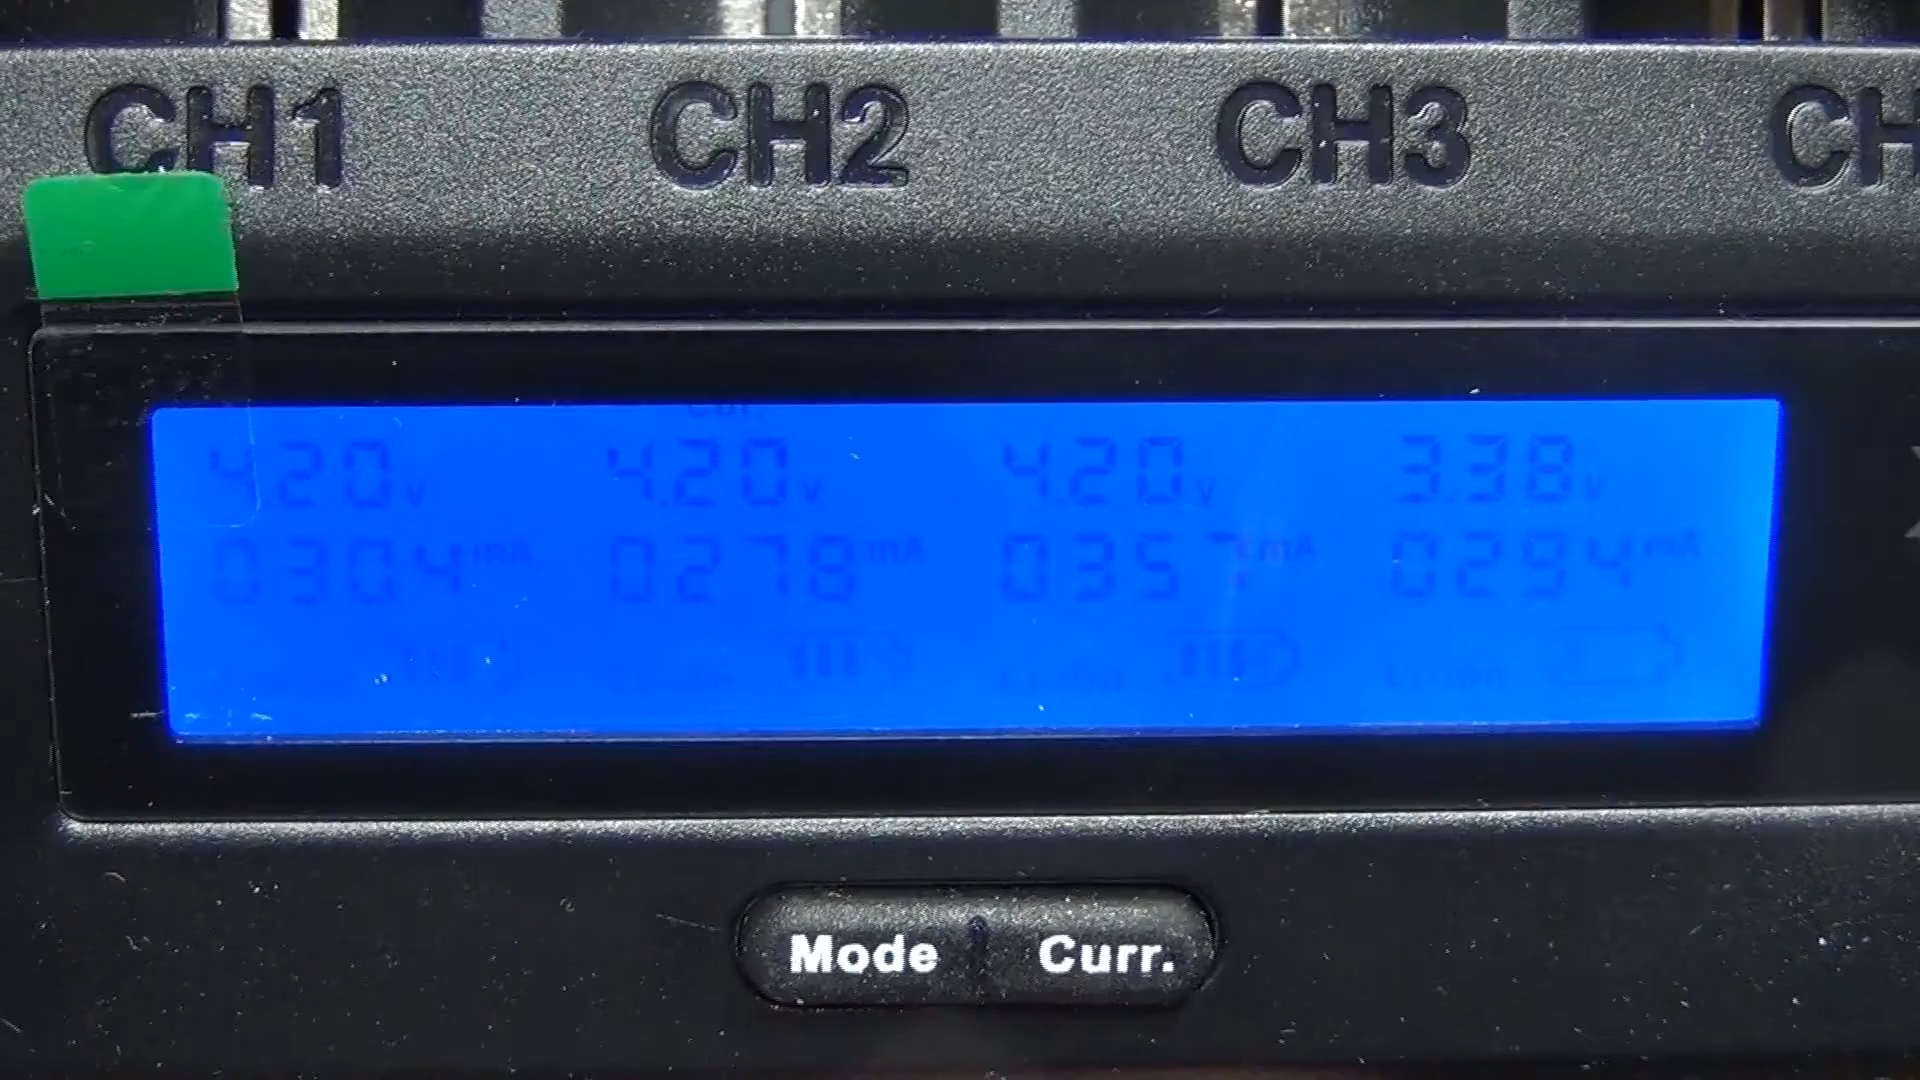 CH1 CH2 CH3 CH
4.20V 4.20V 4.20V 3.38V
0304mA 0278mA 0357mA 0294mA
Mode Curr.